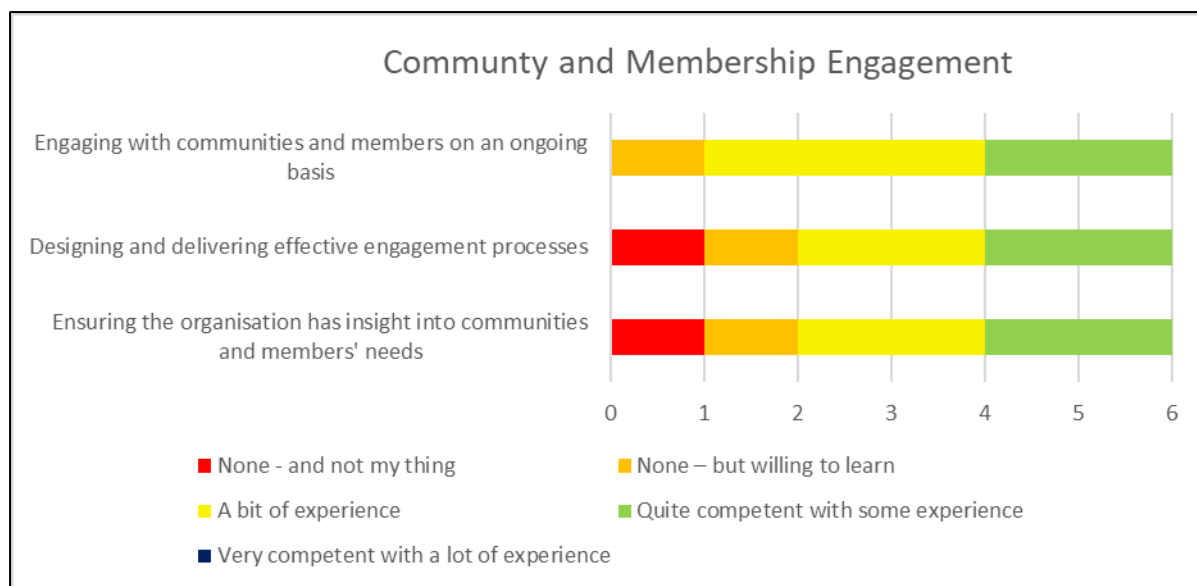 Communty and Membership Engagement
Engaging with communities and members on an ongoing
basis
Designing and delivering effective engagement processes
Ensuring the organisation has insight into communities
and members' needs
0 1 2 3 4 5 6
None - and not my thing
None – but willing to learn
A bit of experience
Quite competent with some experience
Very competent with a lot of experience